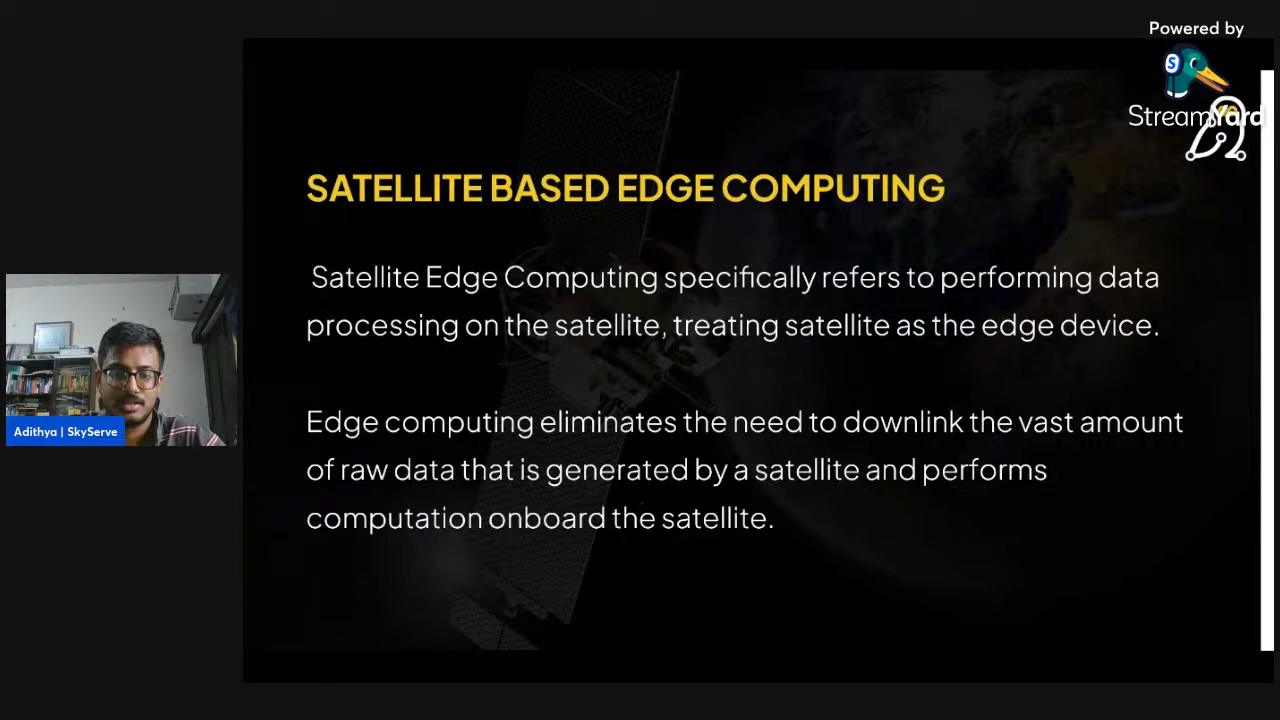 Powered by
S
StreamYard
SATELLITE BASED EDGE COMPUTING
Satellite Edge Computing specifically refers to performing data
processing on the satellite, treating satellite as the edge device.
Edge computing eliminates the need to downlink the vast amount
of raw data that is generated by a satellite and performs
computation onboard the satellite.
Adithya | SkyServe